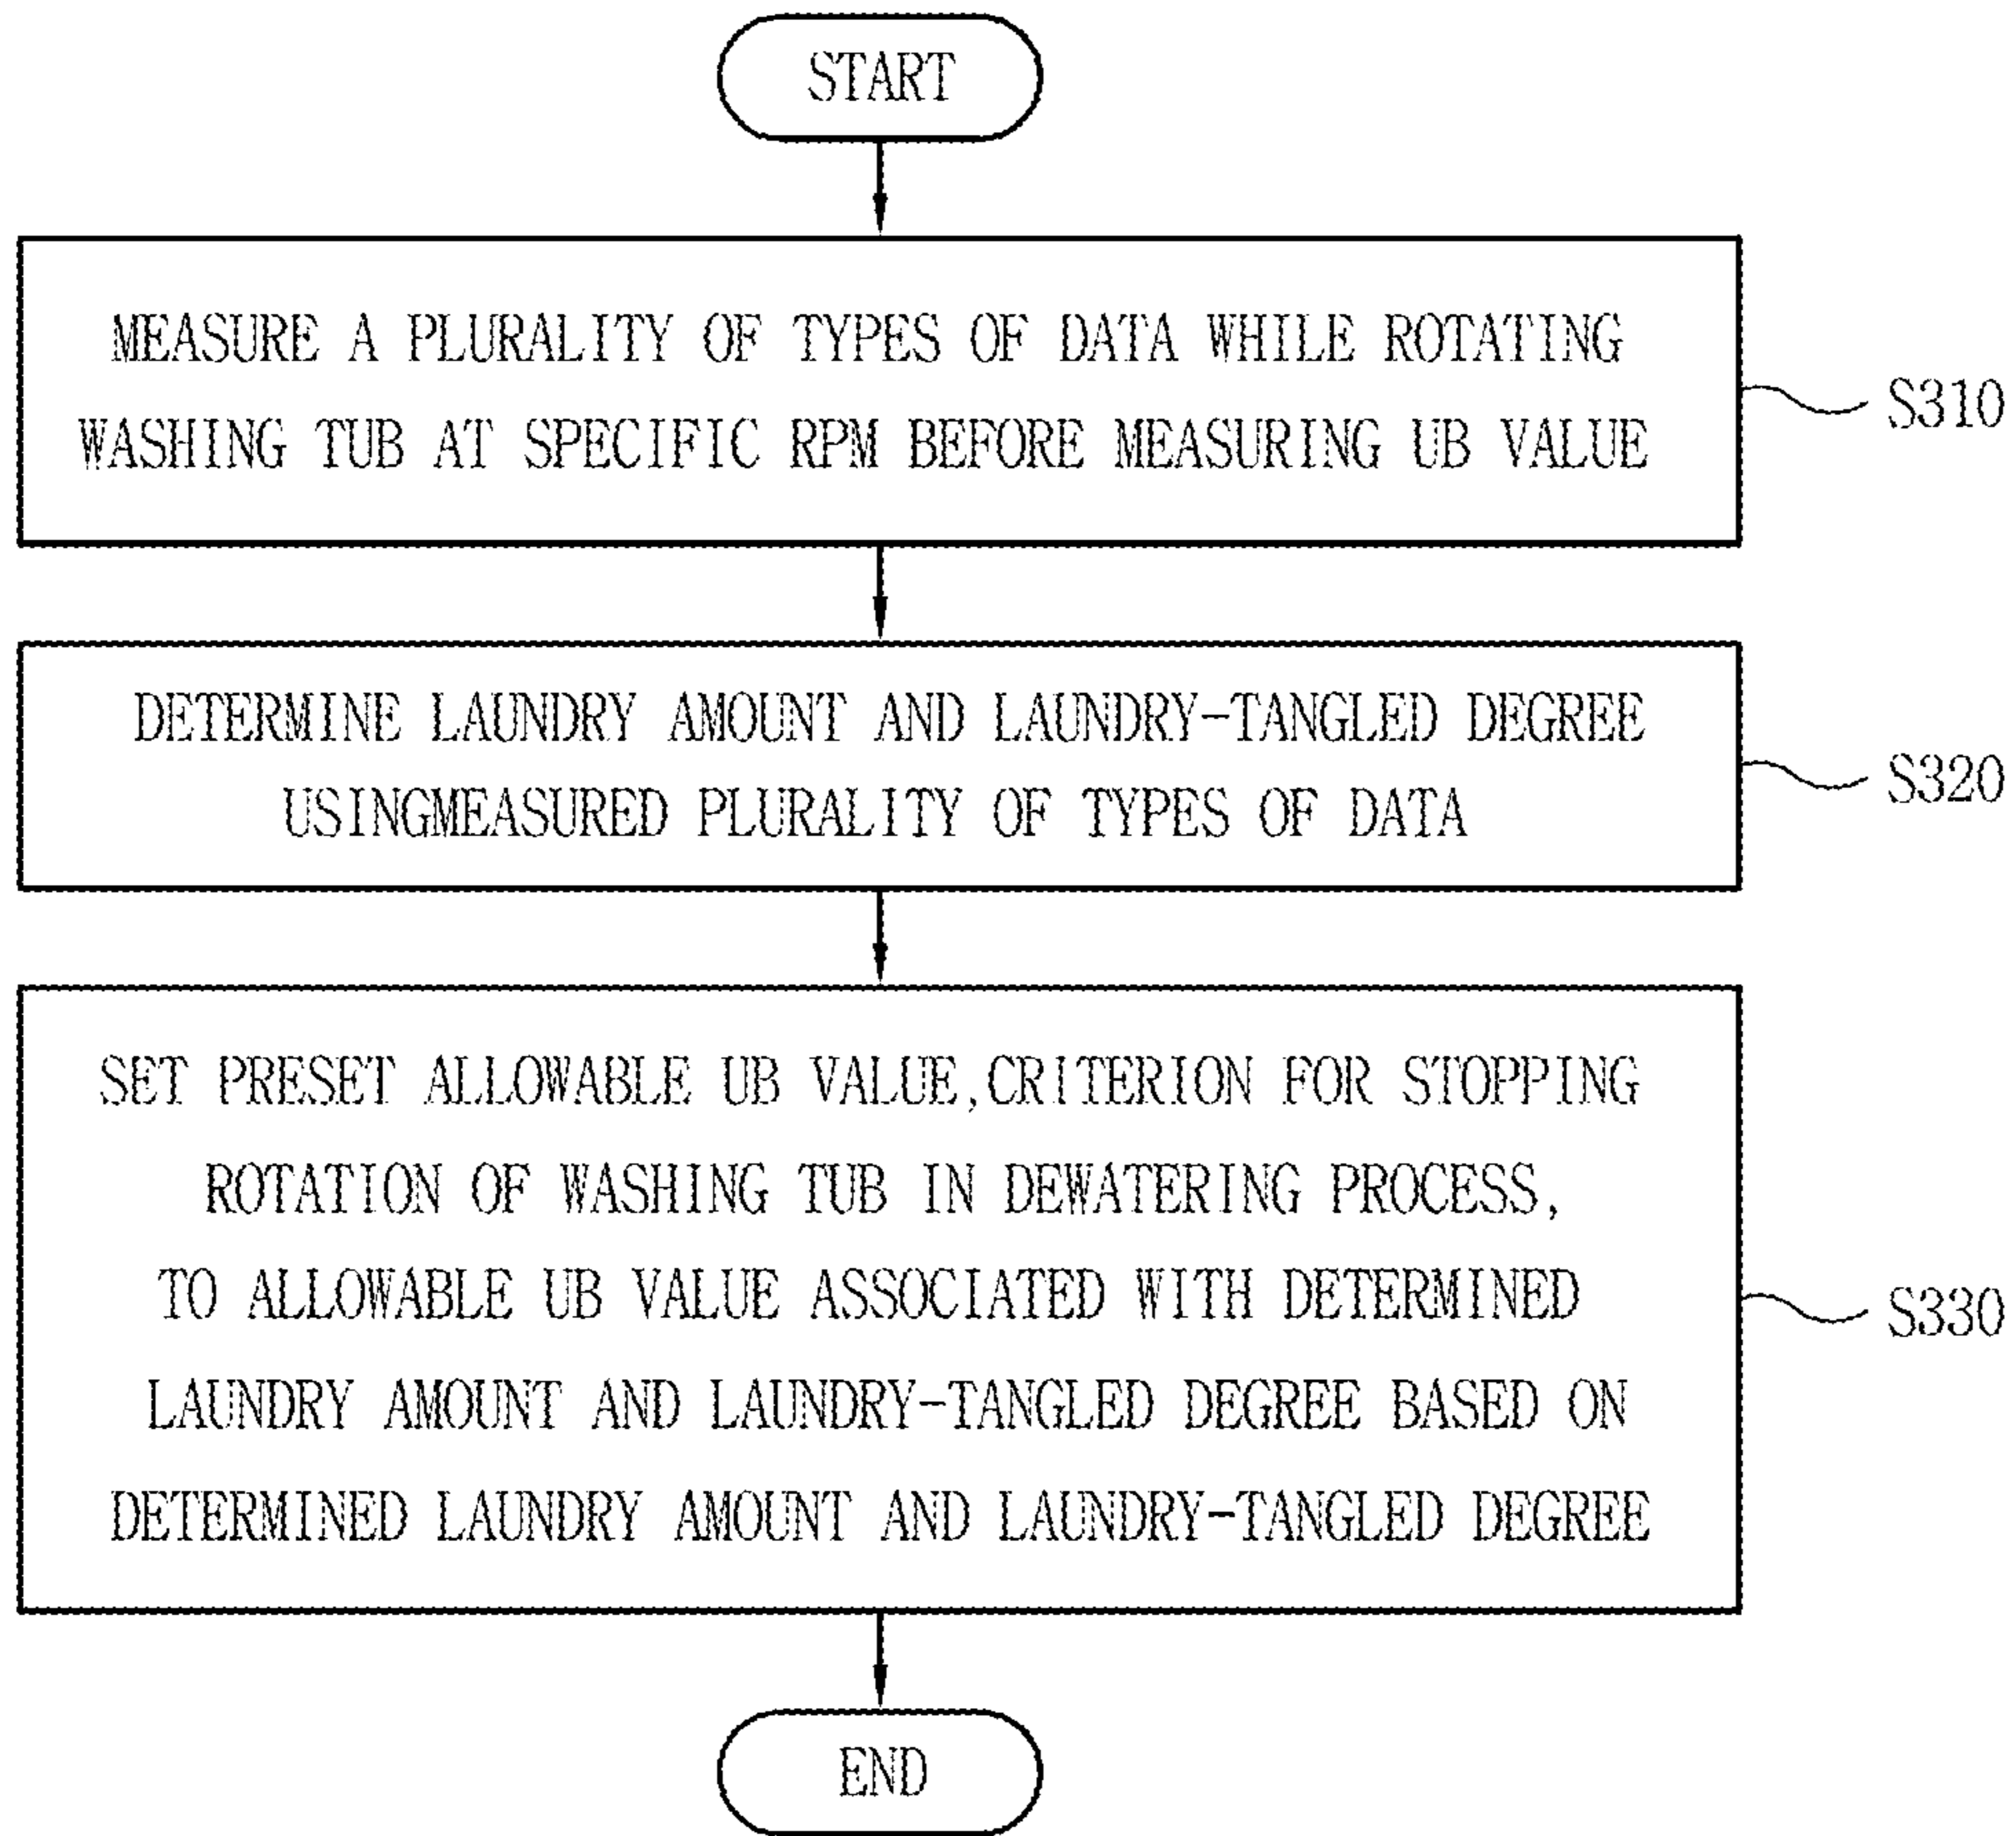 START
MEASURE A PLURALITY OF TYPES OF DATA WHILE ROTATING
WASHING TUB AT SPECIFIC RPM BEFORE MEASURING UB VALUE
S310
DETERMINE LAUNDRY AMOUNT AND LAUNDRY-TANGLED DEGREE
USINGMEASURED PLURALITY OF TYPES OF DATA
S320
SET PRESET ALLOWABLE UB VALUE,CRITERION FOR STOPPING
ROTATION OF WASHING TUB IN DEWATERING PROCESS,
TO ALLOWABLE UB VALUE ASSOCIATED WITH DETERMINED
LAUNDRY AMOUNT AND LAUNDRY-TANGLED DEGREE BASED ON
DETERMINED LAUNDRY AMOUNT AND LAUNDRY-TANGLED DEGREE
S330
END